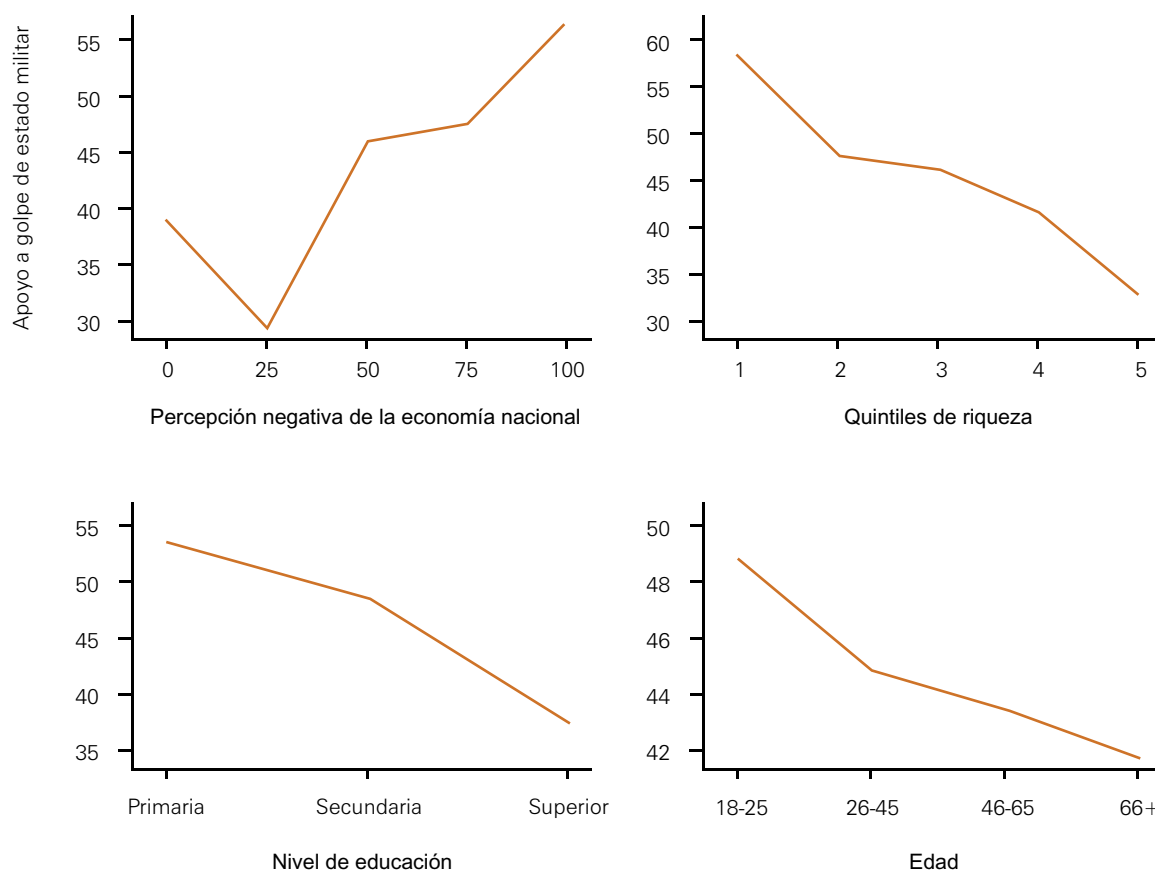 Apoyo a golpe de estado militar
55
50
45
40
35
30
0 25 50 75 100
Percepción negativa de la economía nacional
60
55
50
45
40
35
30
1 2 3 4 5
Quintiles de riqueza
55
50
45
40
35
Primaria Secundaria Superior
Nivel de educación
50
48
46
44
42
18-25 26-45 46-65 66+
Edad